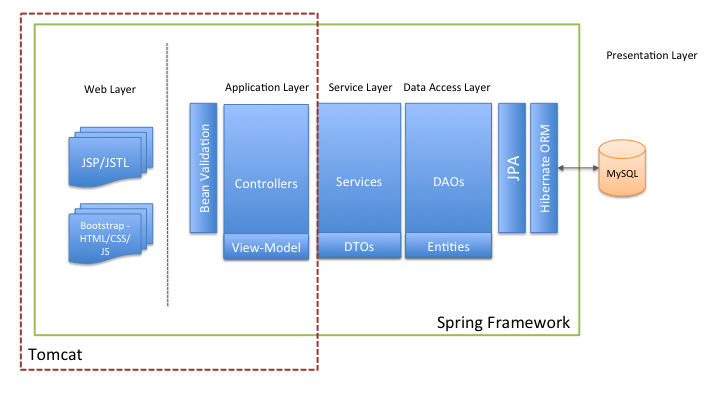 Presentation Layer
Web Layer
Application Layer
Service Layer
Data Access Layer
JSP/JSTL
Bootstrap -
HTML/CSS/
JS
Bean Validation
Controllers
View-Model
Services
DTOs
DAOs
Entities
JPA
Hibernate ORM
MySQL
Spring Framework
Tomcat